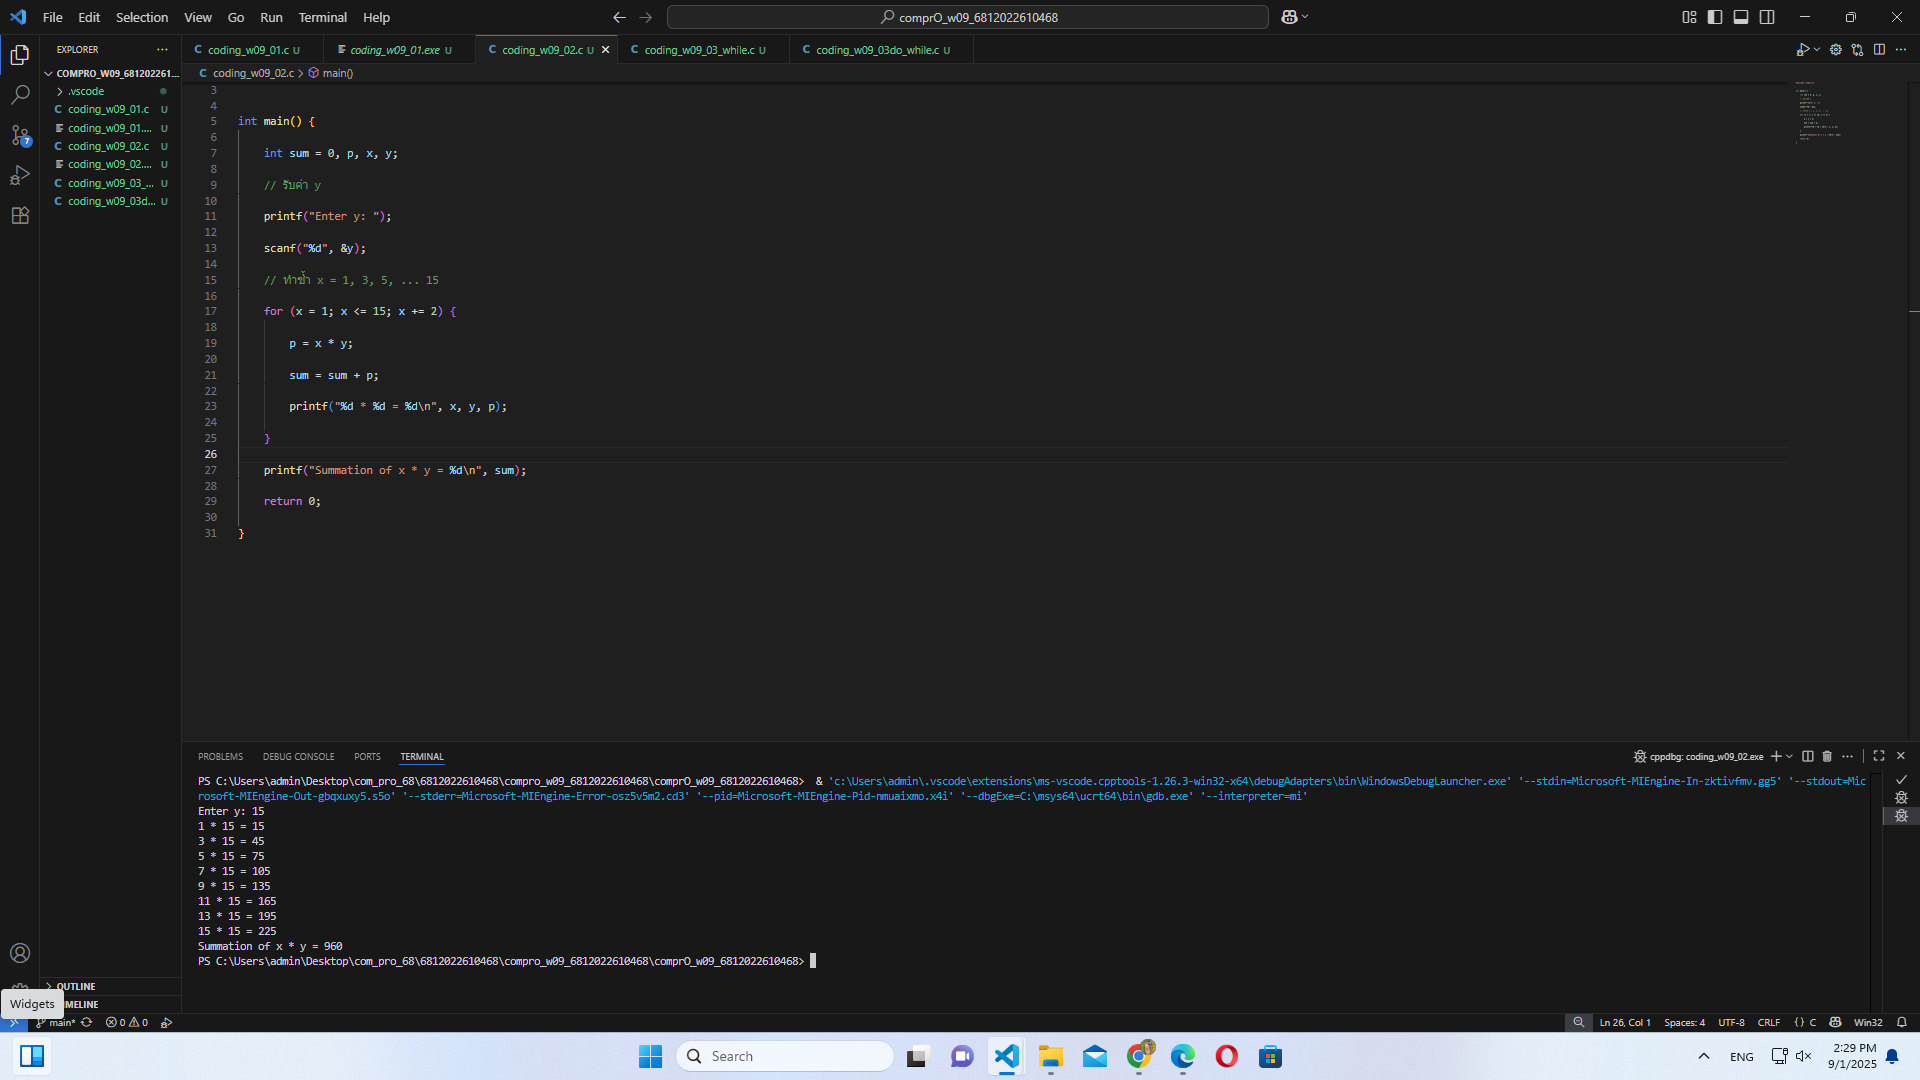 File Edit Selection View Go Run Terminal Help
comprO_w09_6812022610468
EXPLORER
COMPRO_W09_681202261...
.vscode
C coding_w09_01.c U
coding_w09_01.... U
C coding_w09_02.c U
coding_w09_02.... U
C coding_w09_03_... U
C coding_w09_03d... U
7
C coding_w09_01.c U
coding_w09_01.exe U
C coding_w09_02.c U
C coding_w09_03_while.c U
C coding_w09_03do_while.c U
C coding_w09_02.c > main()
3
4
5 int main() {
6
7 int sum = 0, p, x, y;
8
9 // รับค่า y
10
11 printf("Enter y: ");
12
13 scanf("%d", &y);
14
15 // ทำซ้ำ x = 1, 3, 5, ... 15
16
17 for (x = 1; x <= 15; x += 2) {
18
19 p = x * y;
20
21 sum = sum + p;
22
23 printf("%d * %d = %d\n", x, y, p);
24
25 }
26
27 printf("Summation of x * y = %d\n", sum);
28
29 return 0;
30
31 }
PROBLEMS DEBUG CONSOLE PORTS TERMINAL
cppdbg: coding_w09_02.exe
PS C:\Users\admin\Desktop\com_pro_68\6812022610468\compro_w09_6812022610468\comprO_w09_6812022610468> & 'c:\Users\admin\.vscode\extensions\ms-vscode.cpptools-1.26.3-win32-x64\debugAdapters\bin\WindowsDebugLauncher.exe' '--stdin=Microsoft-MIEngine-In-zktivfmv.gg5' '--stdout=Mic
rosoft-MIEngine-Out-gbqxuxy5.s5o' '--stderr=Microsoft-MIEngine-Error-osz5v5m2.cd3' '--pid=Microsoft-MIEngine-Pid-nmuaixmo.x4i' '--dbgExe=C:\msys64\ucrt64\bin\gdb.exe' '--interpreter=mi'
Enter y: 15
1 * 15 = 15
3 * 15 = 45
5 * 15 = 75
7 * 15 = 105
9 * 15 = 135
11 * 15 = 165
13 * 15 = 195
15 * 15 = 225
Summation of x * y = 960
PS C:\Users\admin\Desktop\com_pro_68\6812022610468\compro_w09_6812022610468\comprO_w09_6812022610468>
OUTLINE
MELINE
Widgets
main* 0 0
Ln 26, Col 1 Spaces: 4 UTF-8 CRLF {} C Win32
Search
ENG
2:29 PM
9/1/2025